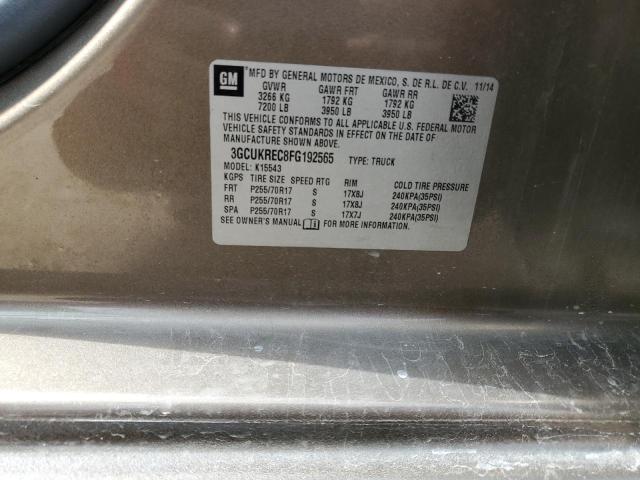 GM
MFD BY GENERAL MOTORS DE MEXICO, S. DE R.L. DE C.V. 11/14
GVWR GAWR FRT GAWR RR
3266 KG 1792 KG 1792 KG
7200 LB 3950 LB 3950 LB
THIS VEHICLE CONFORMS TO ALL APPLICABLE U.S. FEDERAL MOTOR
VEHICLE SAFETY STANDARDS IN EFFECT ON THE DATE OF
MANUFACTURE SHOWN ABOVE.
3GCUKREC8FG192565 TYPE: TRUCK
MODEL: K15543
KGPS TIRE SIZE SPEED RTG RIM COLD TIRE PRESSURE
FRT P255/70R17 S 17X8J 240KPA(35PSI)
RR P255/70R17 S 17X8J 240KPA(35PSI)
SPA P255/70R17 S 17X7J 240KPA(35PSI)
SEE OWNER'S MANUAL FOR MORE INFORMATION.